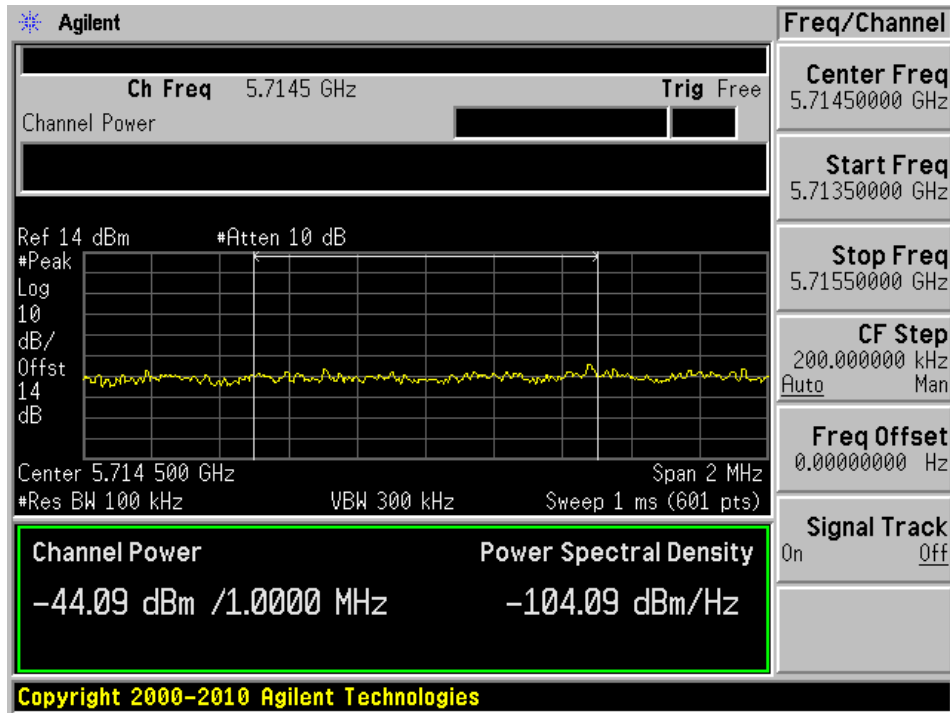 Agilent
Freq/Channel
Ch Freq 5.7145 GHz Trig Free
Channel Power
Center Freq
5.71450000 GHz
Start Freq
5.71350000 GHz
Ref 14 dBm #Atten 10 dB
#Peak
Log
10
dB/
Offst
14
dB
Stop Freq
5.71550000 GHz
CF Step
200.000000 kHz
Auto Man
Freq Offset
0.00000000 Hz
Center 5.714 500 GHz Span 2 MHz
#Res BW 100 kHz VBW 300 kHz Sweep 1 ms (601 pts)
Signal Track
On Off
Channel Power Power Spectral Density
-44.09 dBm /1.0000 MHz -104.09 dBm/Hz
Copyright 2000-2010 Agilent Technologies